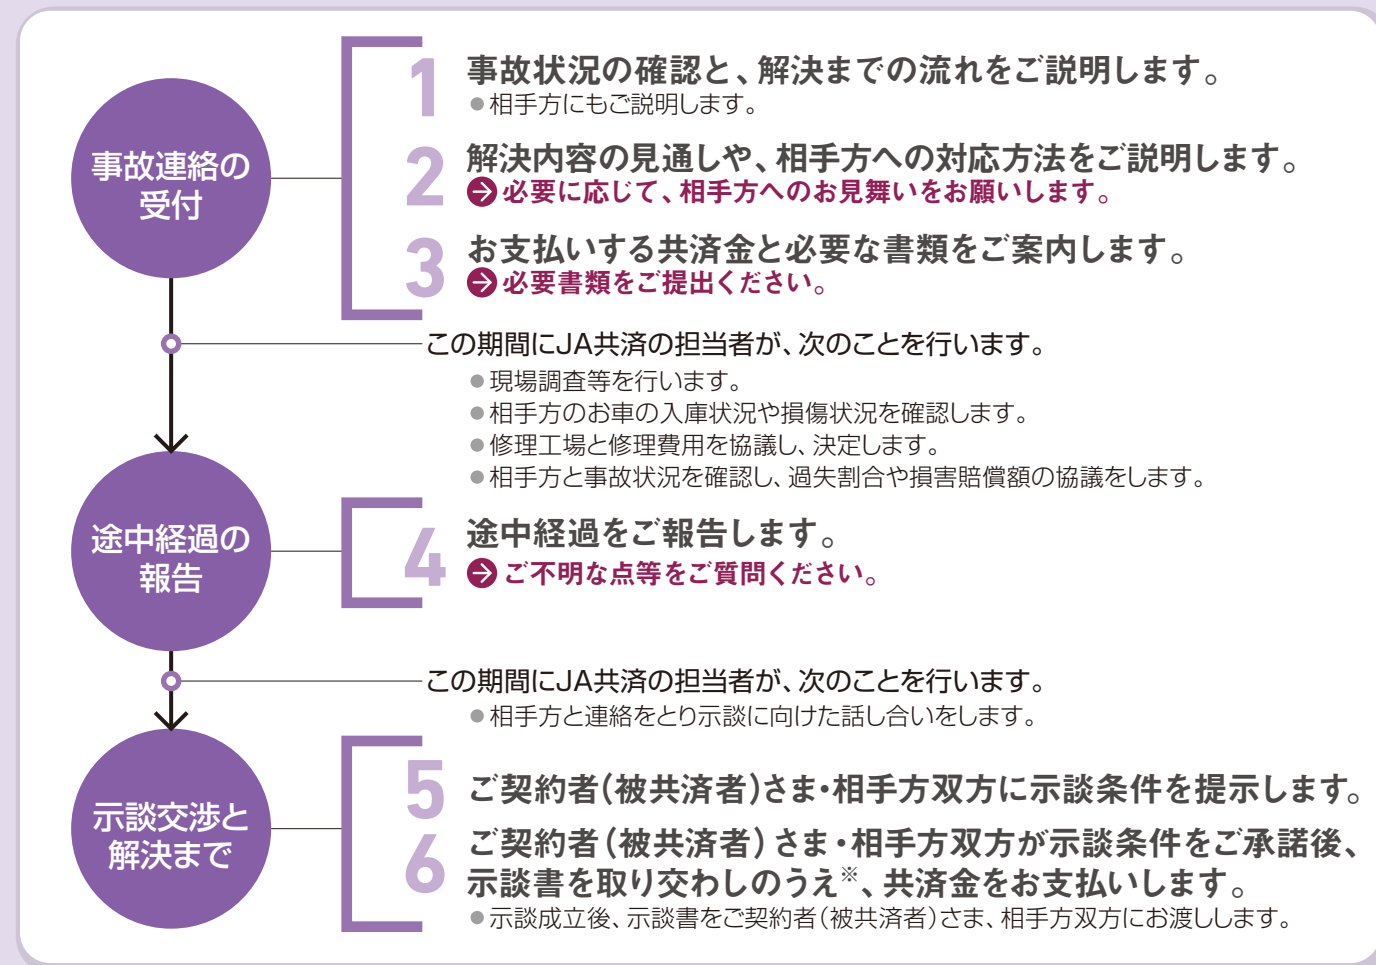 事故連絡の
受付
1
事故状況の確認と、解決までの流れをご説明します。
●相手方にもご説明します。
2
解決内容の見通しや、相手方への対応方法をご説明します。
必要に応じて、相手方へのお見舞いをお願いします。
3
お支払いする共済金と必要な書類をご案内します。
必要書類をご提出ください。
この期間にJA共済の担当者が、次のことを行います。
●現場調査等を行います。
●相手方のお車の入庫状況や損傷状況を確認します。
●修理工場と修理費用を協議し、決定します。
●相手方と事故状況を確認し、過失割合や損害賠償額の協議をします。
途中経過の
報告
4
途中経過をご報告します。
ご不明な点等をご質問ください。
この期間にJA共済の担当者が、次のことを行います。
●相手方と連絡をとり示談に向けた話し合いをします。
示談交渉と
解決まで
5
ご契約者(被共済者)さま・相手方双方に示談条件を提示します。
6
ご契約者(被共済者)さま・相手方双方が示談条件をご承諾後、
示談書を取り交わしのうえ※、共済金をお支払いします。
●示談成立後、示談書をご契約者(被共済者)さま、相手方双方にお渡しします。